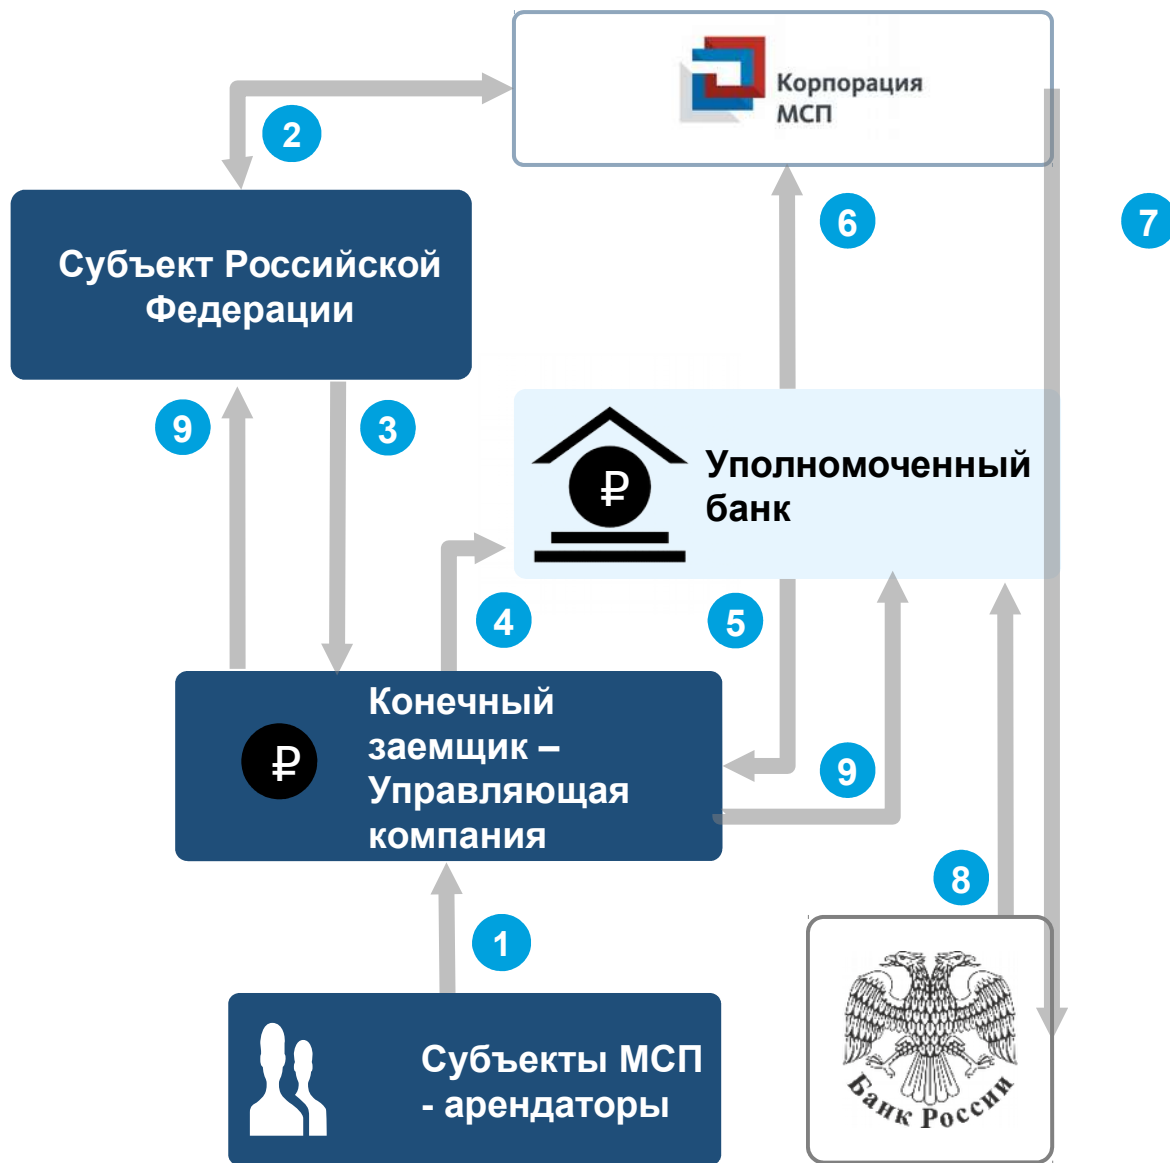 Корпорация
МСП
2
6
7
Субъект Российской
Федерации
9
3
₽
Уполномоченный
банк
4
5
₽
Конечный
заемщик –
Управляющая
компания
9
8
1
Субъекты МСП
- арендаторы
Банк России